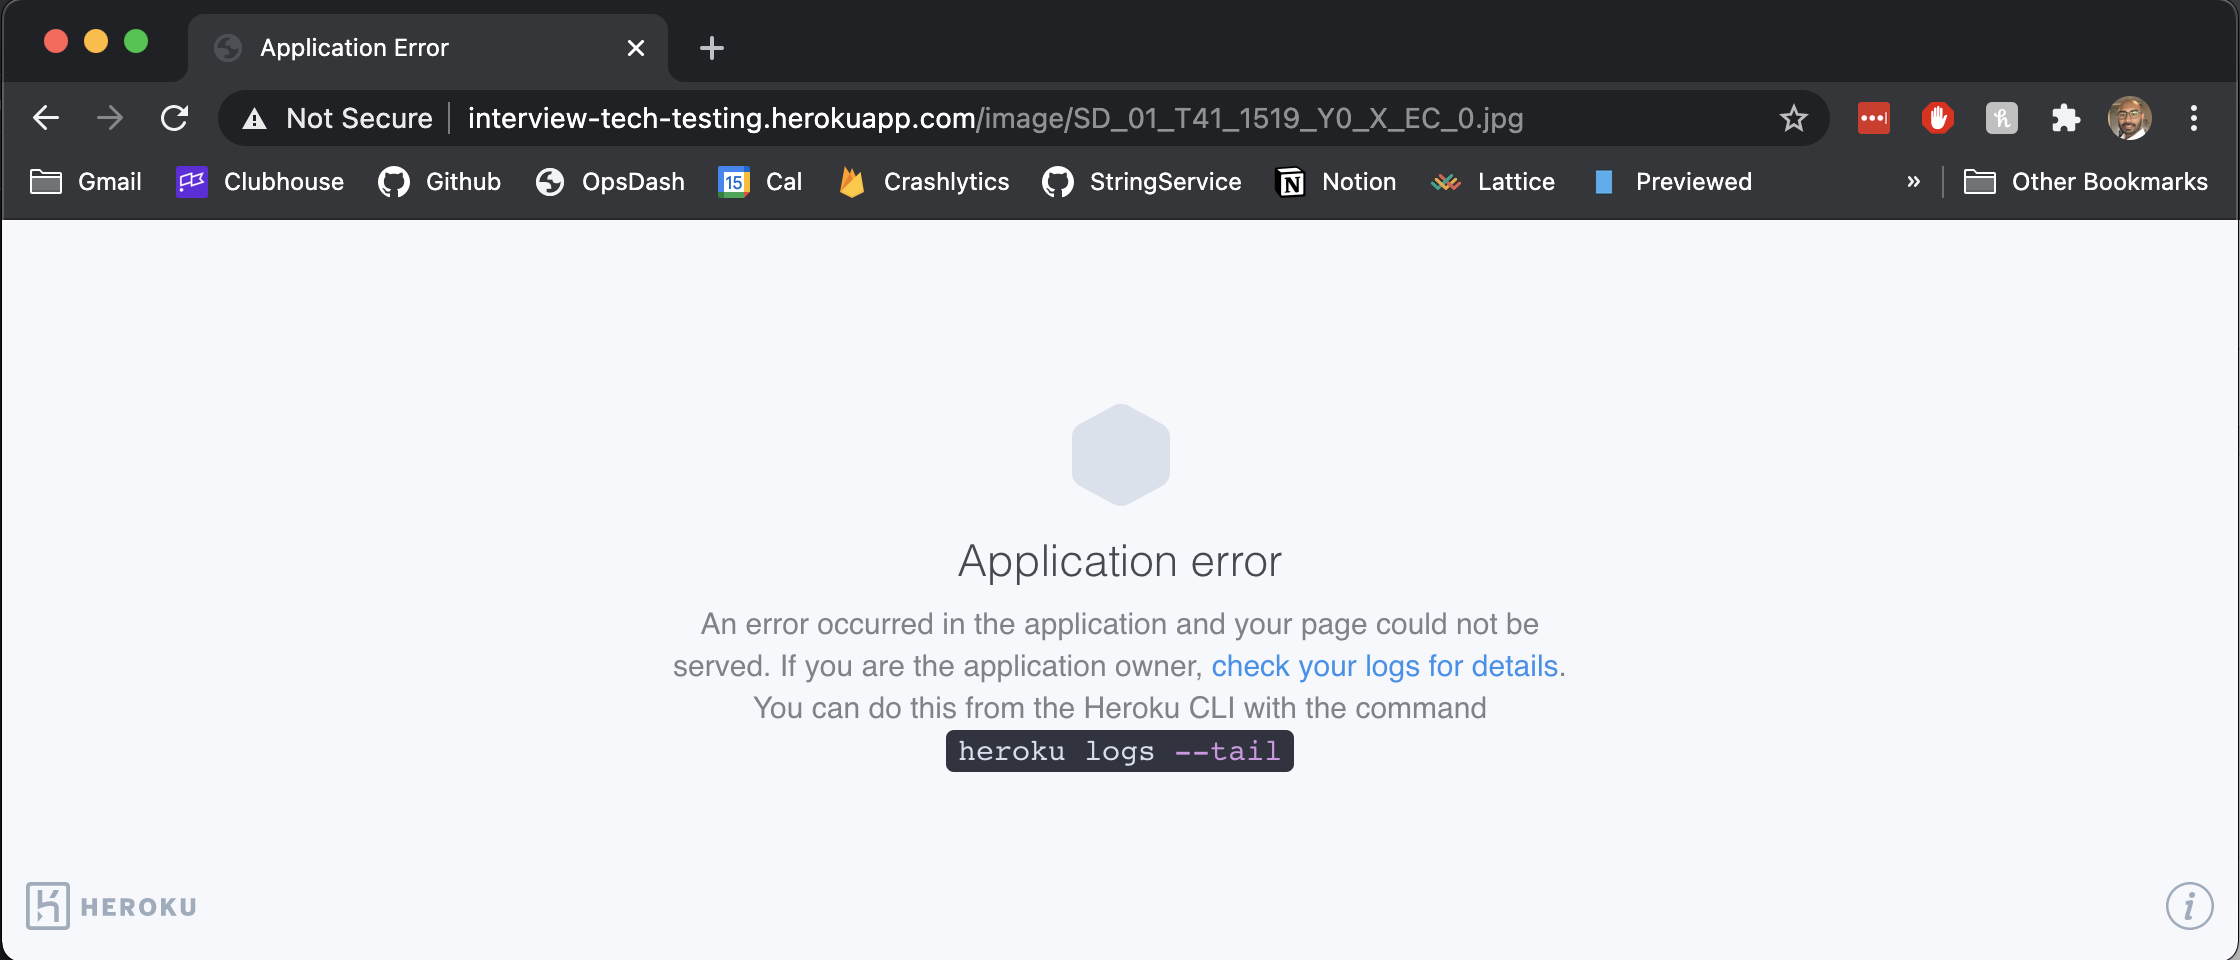 Application Error
Not Secure interview-tech-testing.herokuapp.com/image/SD_01_T41_1519_Y0_X_EC_0.jpg
Gmail Clubhouse Github OpsDash 15 Cal Crashlytics StringService N Notion Lattice Previewed » Other Bookmarks
Application error
An error occurred in the application and your page could not be
served. If you are the application owner, check your logs for details.
You can do this from the Heroku CLI with the command
heroku logs --tail
HEROKU i